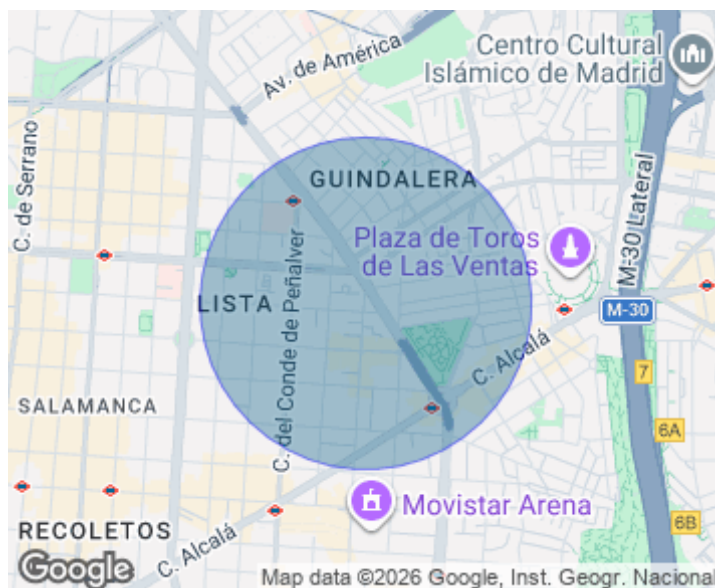 Centro Cultural
Islámico de Madrid
Av. de América
C. de Serrano
GUINDALERA
M-30 Lateral
Plaza de Toros
de Las Ventas
C. del Conde de Peñalver
LISTA
M-30
C. Alcalá
7
SALAMANCA
6A
Movistar Arena
RECOLETOS
C. Alcalá
6B
Google
Map data ©2026 Google, Inst. Geogr. Nacional